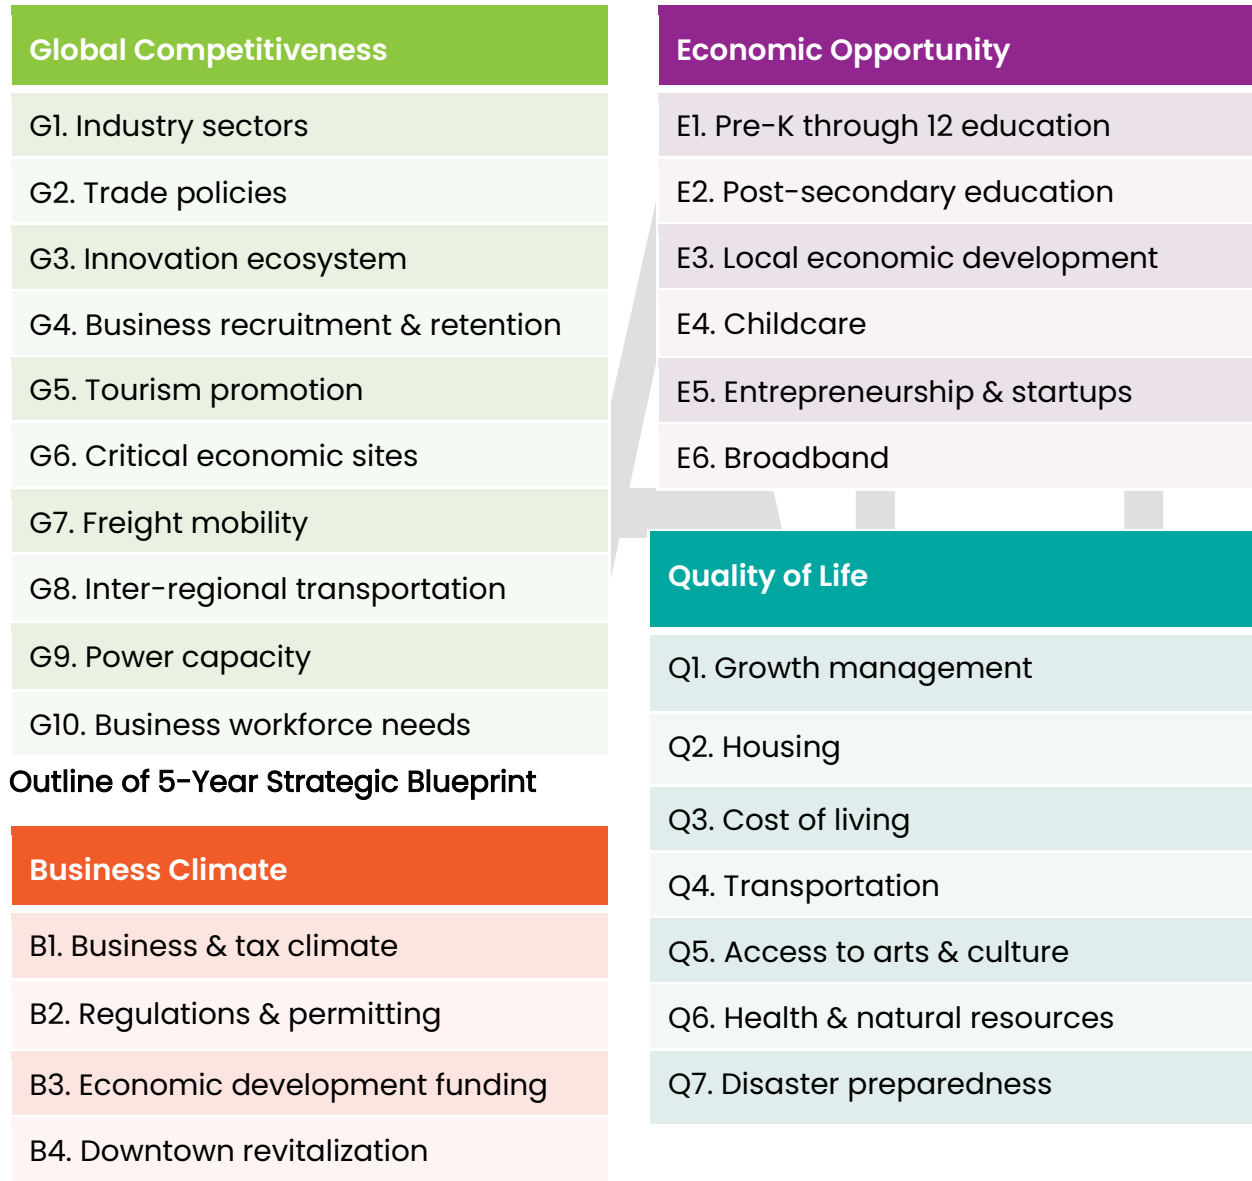 Global Competitiveness
G1. Industry sectors
G2. Trade policies
G3. Innovation ecosystem
G4. Business recruitment & retention
G5. Tourism promotion
G6. Critical economic sites
G7. Freight mobility
G8. Inter-regional transportation
G9. Power capacity
G10. Business workforce needs
Outline of 5-Year Strategic Blueprint
Business Climate
B1. Business & tax climate
B2. Regulations & permitting
B3. Economic development funding
B4. Downtown revitalization
Economic Opportunity
E1. Pre-K through 12 education
E2. Post-secondary education
E3. Local economic development
E4. Childcare
E5. Entrepreneurship & startups
E6. Broadband
Quality of Life
Q1. Growth management
Q2. Housing
Q3. Cost of living
Q4. Transportation
Q5. Access to arts & culture
Q6. Health & natural resources
Q7. Disaster preparedness